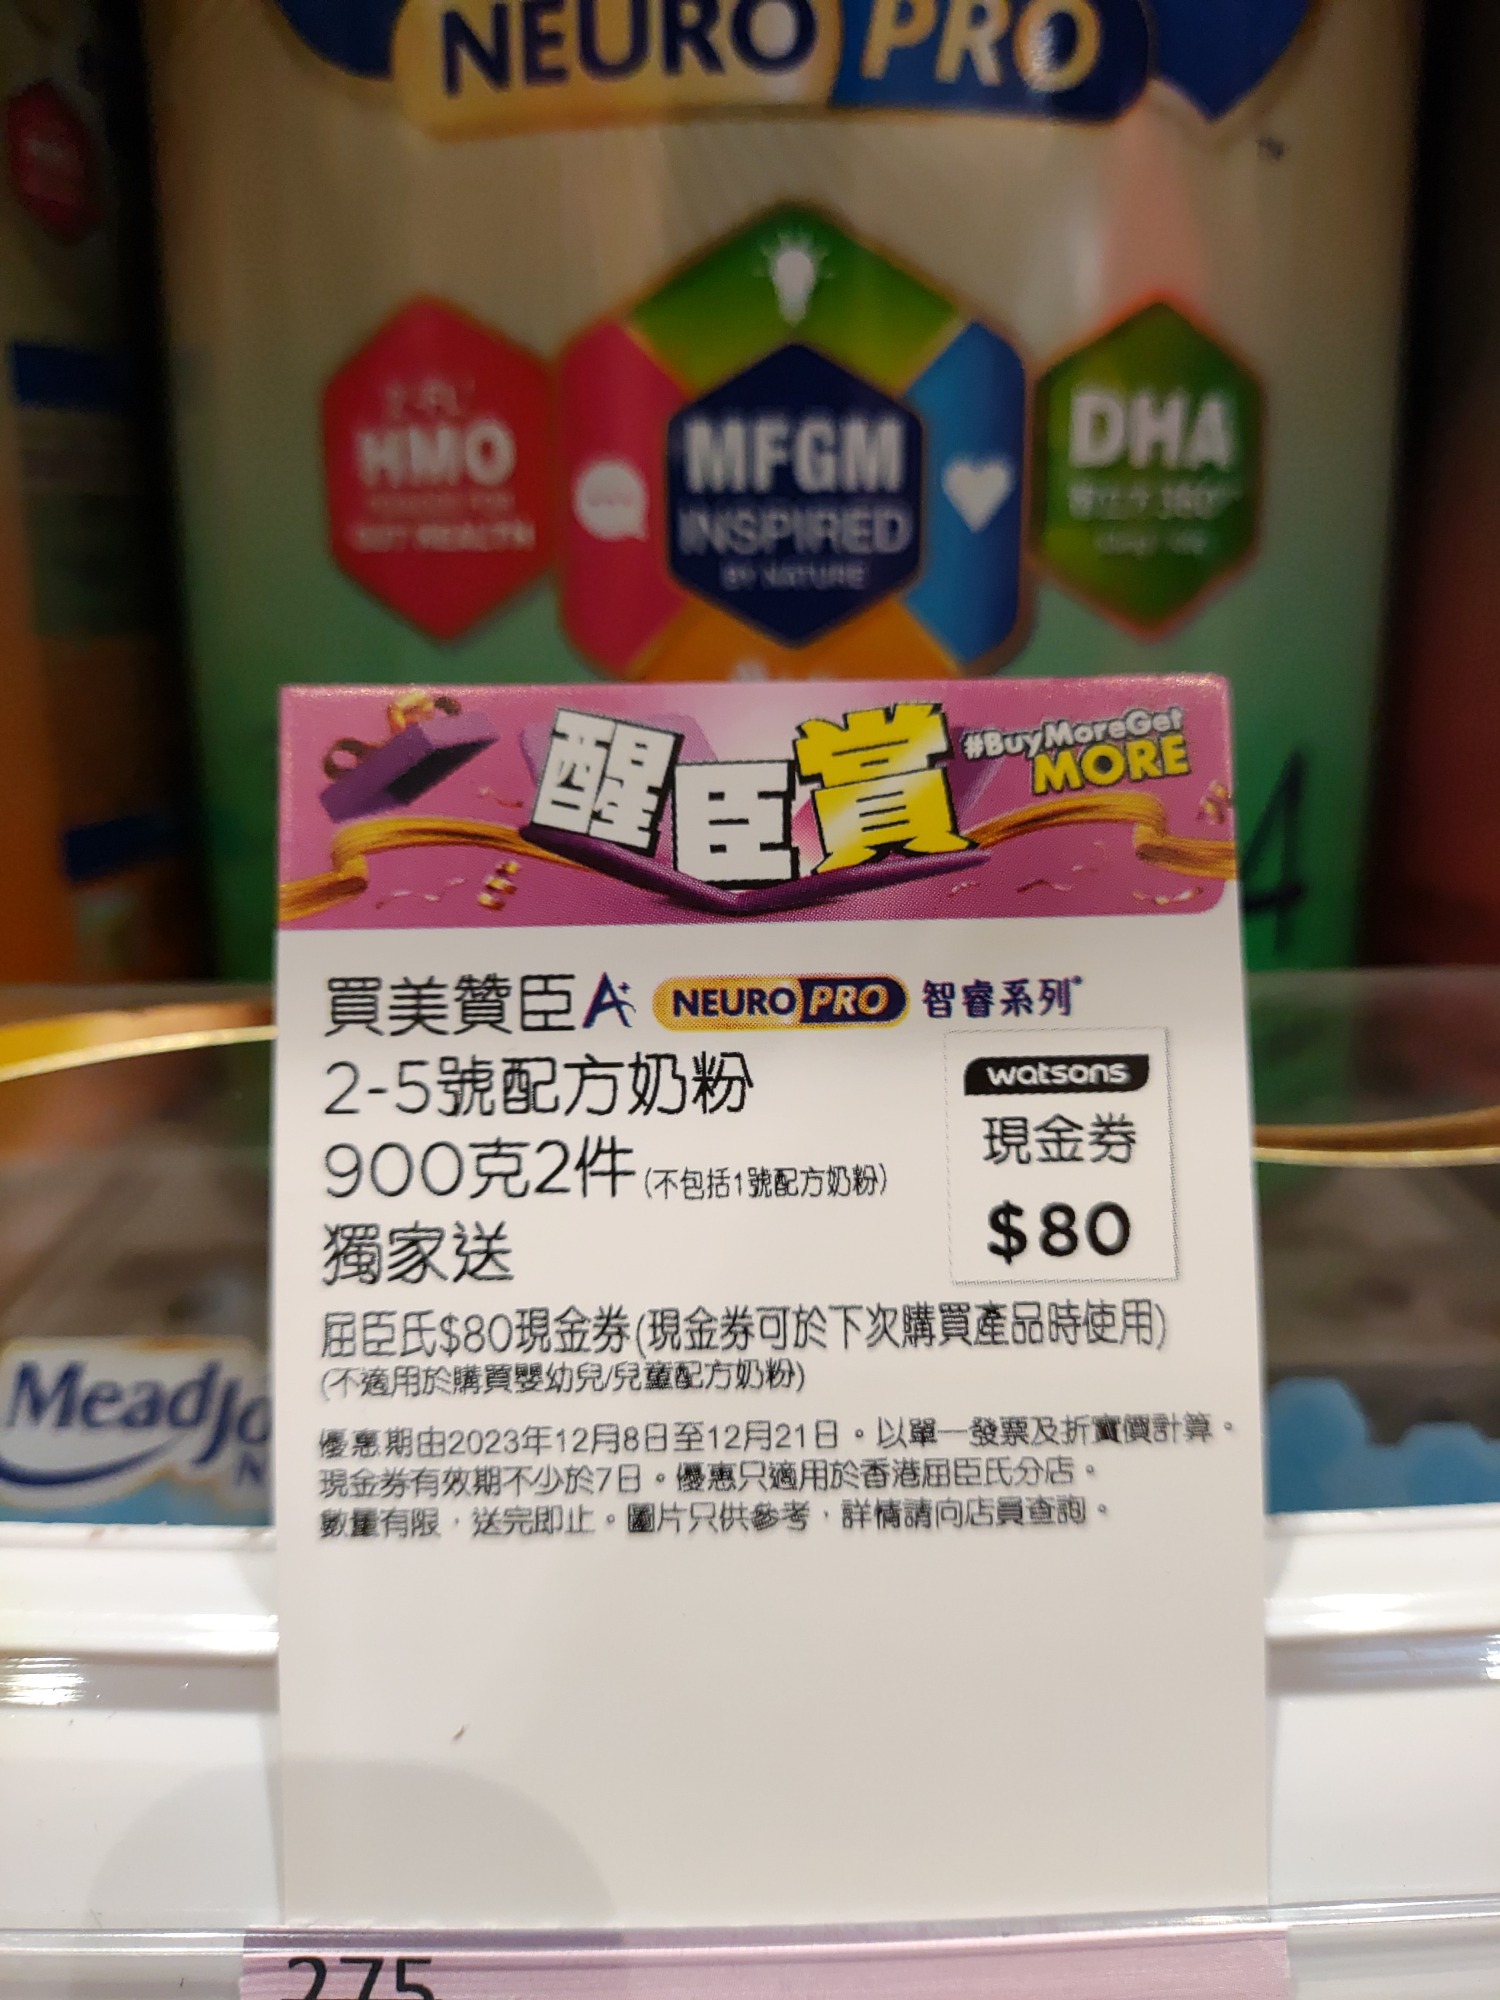 NEURO PRO
HMO
GUT HEALTH
MFGM
INSPIRED
BY NATURE
DHA
4
醒臣賞
#BuyMoreGet
MORE
買美贊臣A+ NEURO PRO 智睿系列
2-5號配方奶粉
900克2件(不包括1號配方奶粉)
獨家送
watsons
現金券
$80
屈臣氏$80現金券(現金券可於下次購買產品時使用)
(不適用於購買嬰幼兒/兒童配方奶粉)
優惠期由2023年12月8日至12月21日。以單一發票及折實價計算。
現金券有效期不少於7日。優惠只適用於香港屈臣氏分店。
數量有限，送完即止。圖片只供參考，詳情請向店員查詢。
MeadJo
N
275